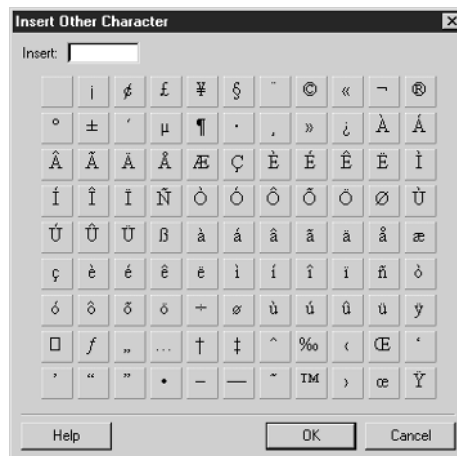 Insert Other Character
Insert:
¡ ¢ £ ¥ § ¨ © « ¬ ®
° ± ´ µ ¶ · ¸ » ¿ À Á
Â Ã Ä Å Æ Ç È É Ê Ë Ì
Í Î Ï Ñ Ò Ó Ô Õ Ö Ø Ù
Ú Û Ü ß à á â ã ä å æ
ç è é ê ë ì í î ï ñ ò
ó ô õ ö ÷ ø ù ú û ü ÿ
□ ƒ „ … † ‡ ˆ ‰ ‹ Œ ‘
’ “ ” • – — ˜ ™ › œ Ÿ
Help OK Cancel